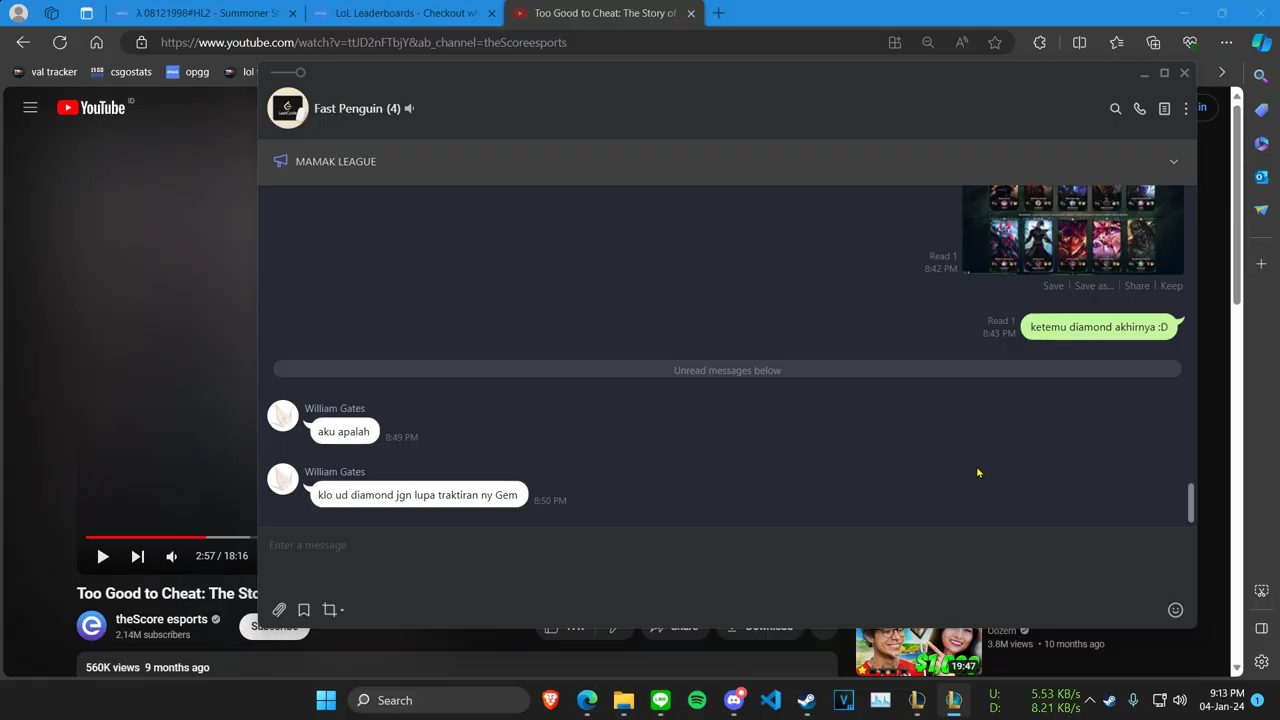 λ 08121998#HL2 - Summoner S
LoL Leaderboards - Checkout w
Too Good to Cheat: The Story of
https://www.youtube.com/watch?v=ttJD2nFTbjY&ab_channel=theScoreesports
val tracker
csgostats
opgg
lol
YouTube ID
in
Fast Penguin (4)
MAMAK LEAGUE
Read 1
8:42 PM
Save | Save as... | Share | Keep
Read 1
8:43 PM
ketemu diamond akhirnya :D
Unread messages below
William Gates
aku apalah
8:49 PM
William Gates
klo ud diamond jgn lupa traktiran ny Gem
8:50 PM
Enter a message
2:57 / 18:16
Too Good to Cheat: The Sto
theScore esports
2.14M subscribers
Subscribe
Share
Download
560K views 9 months ago
$1,000
19:47
Oozem
3.8M views • 10 months ago
Search
U: 5.53 KB/s
D: 8.21 KB/s
9:13 PM
04-Jan-24
1